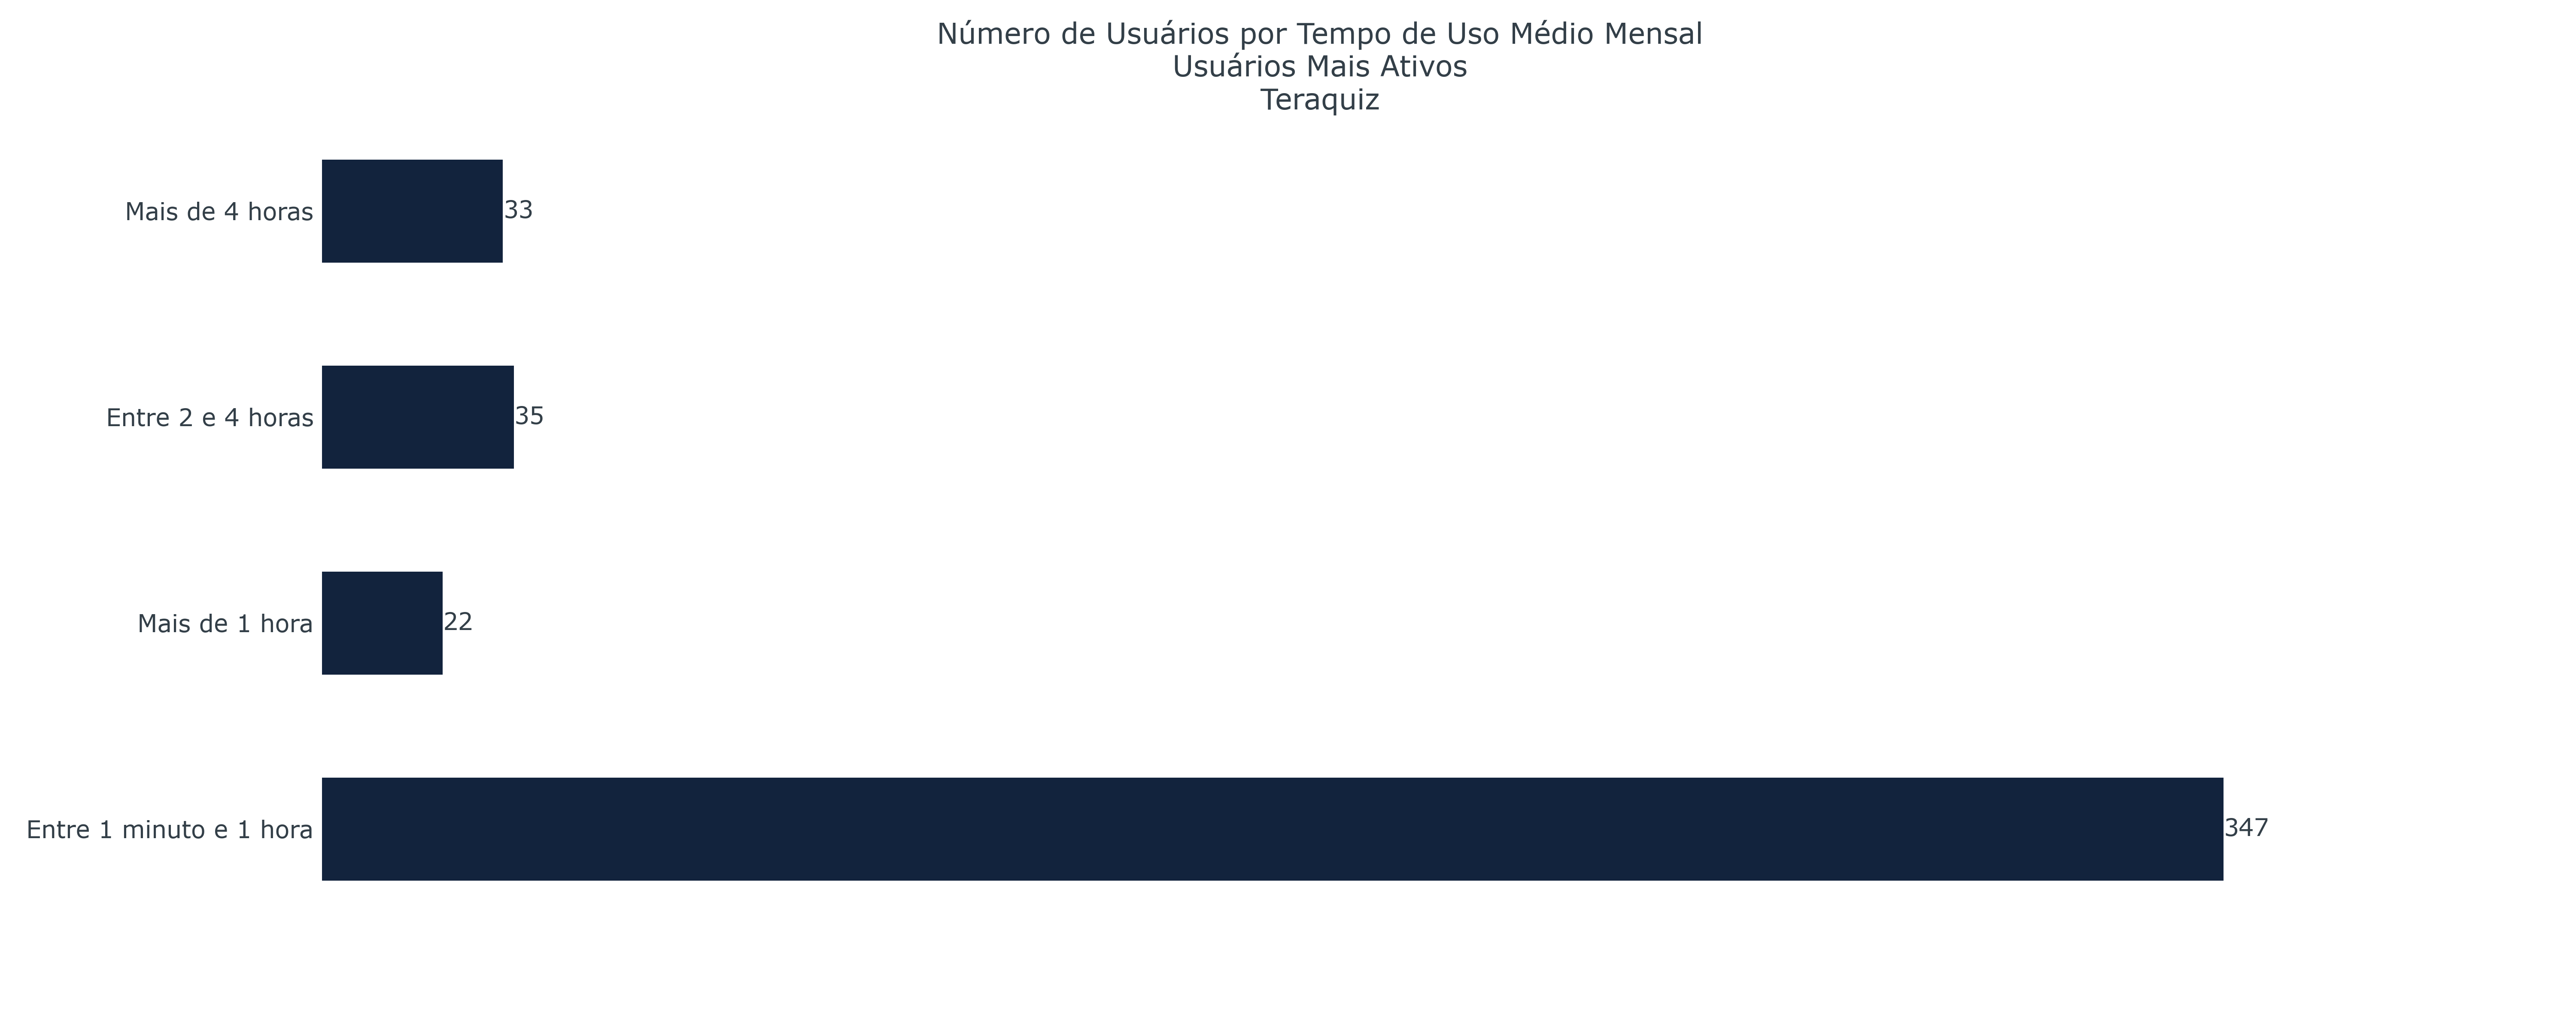 Número de Usuários por Tempo de Uso Médio Mensal
Usuários Mais Ativos
Teraquiz
Mais de 4 horas
33
Entre 2 e 4 horas
35
Mais de 1 hora
22
Entre 1 minuto e 1 hora
347